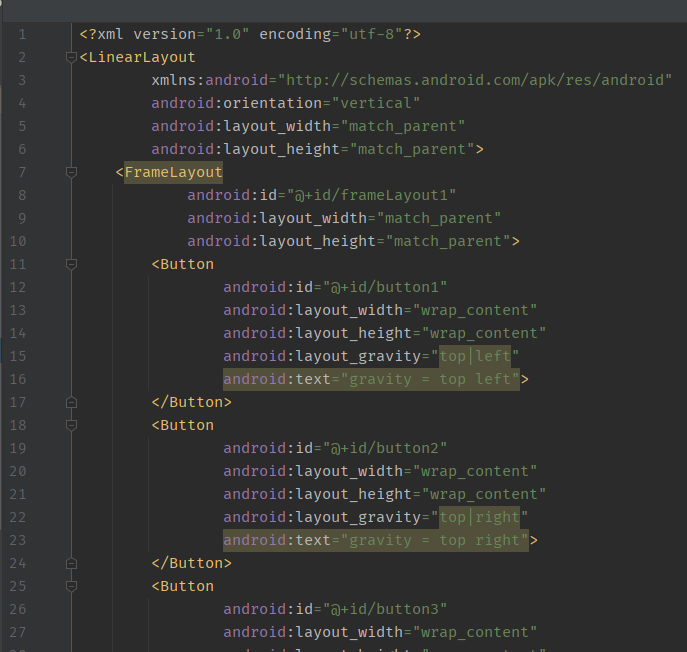 1 <?xml version="1.0" encoding="utf-8"?>
2 <LinearLayout
3 xmlns:android="http://schemas.android.com/apk/res/android"
4 android:orientation="vertical"
5 android:layout_width="match_parent"
6 android:layout_height="match_parent">
7 <FrameLayout
8 android:id="@+id/frameLayout1"
9 android:layout_width="match_parent"
10 android:layout_height="match_parent">
11 <Button
12 android:id="@+id/button1"
13 android:layout_width="wrap_content"
14 android:layout_height="wrap_content"
15 android:layout_gravity="top|left"
16 android:text="gravity = top left">
17 </Button>
18 <Button
19 android:id="@+id/button2"
20 android:layout_width="wrap_content"
21 android:layout_height="wrap_content"
22 android:layout_gravity="top|right"
23 android:text="gravity = top right">
24 </Button>
25 <Button
26 android:id="@+id/button3"
27 android:layout_width="wrap_content"